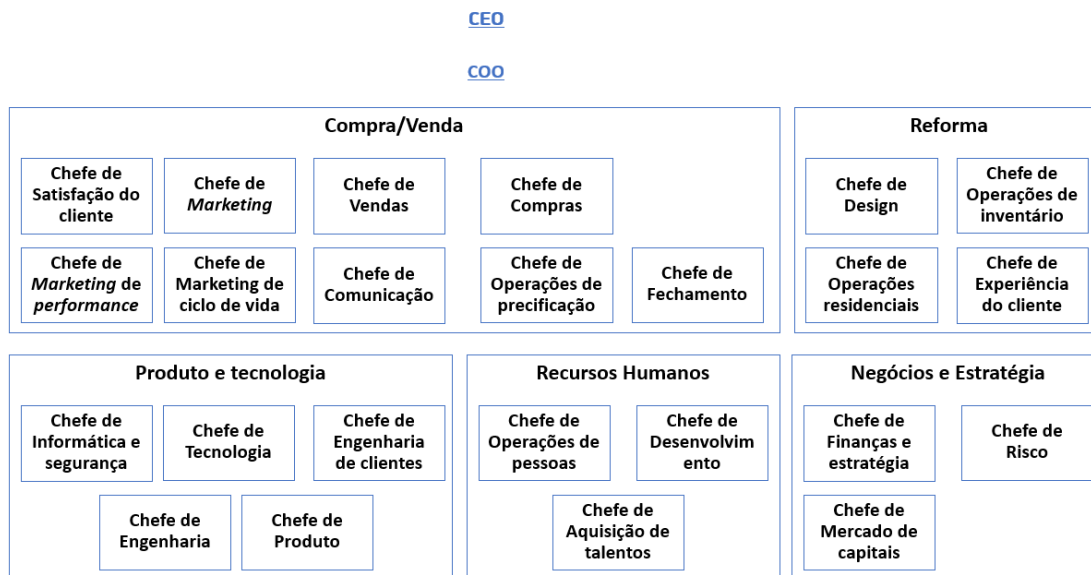 CEO
COO
Compra/Venda
Chefe de
Satisfação do
cliente
Chefe de
Marketing
Chefe de
Vendas
Chefe de
Compras
Chefe de
Marketing de
performance
Chefe de
Marketing de
ciclo de vida
Chefe de
Comunicação
Chefe de
Operações de
precificação
Chefe de
Fechamento
Reforma
Chefe de
Design
Chefe de
Operações de
inventário
Chefe de
Operações
residenciais
Chefe de
Experiência
do cliente
Produto e tecnologia
Chefe de
Informática e
segurança
Chefe de
Tecnologia
Chefe de
Engenharia
de clientes
Chefe de
Engenharia
Chefe de
Produto
Recursos Humanos
Chefe de
Operações de
pessoas
Chefe de
Desenvolvim
ento
Chefe de
Aquisição de
talentos
Negócios e Estratégia
Chefe de
Finanças e
estratégia
Chefe de
Risco
Chefe de
Mercado de
capitais